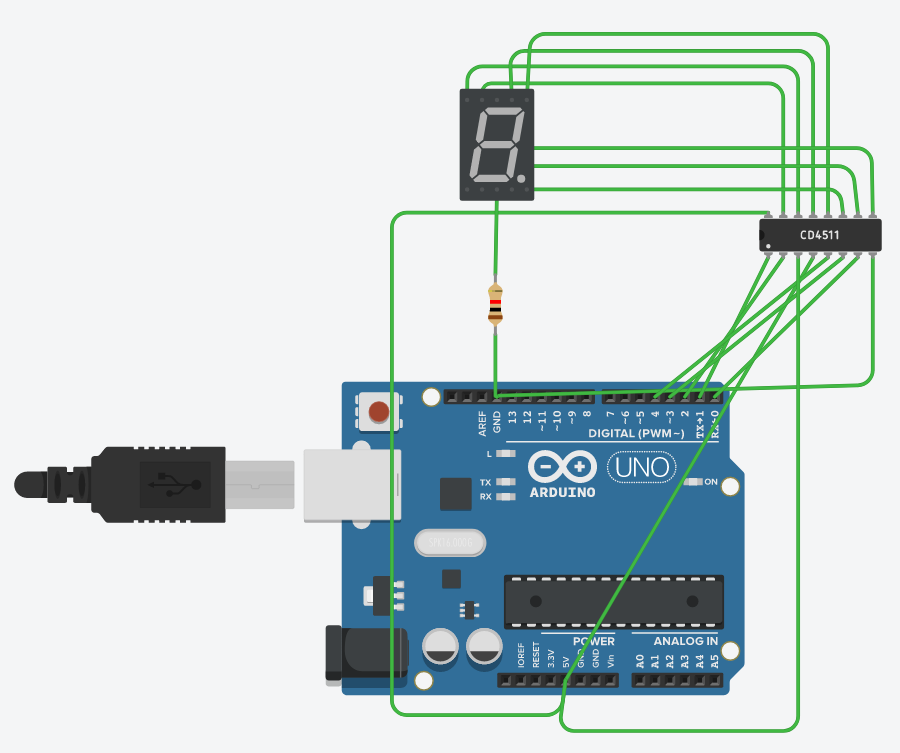 CD4511
AREF
GND
13
12
~11
~10
~9
8
7
~6
~5
4
~3
2
TX→1
RX←0
DIGITAL (PWM~)
L
TX
RX
ARDUINO
UNO
ON
POWER
ANALOG IN
IOREF
RESET
3.3V
5V
GND
GND
Vin
A0
A1
A2
A3
A4
A5